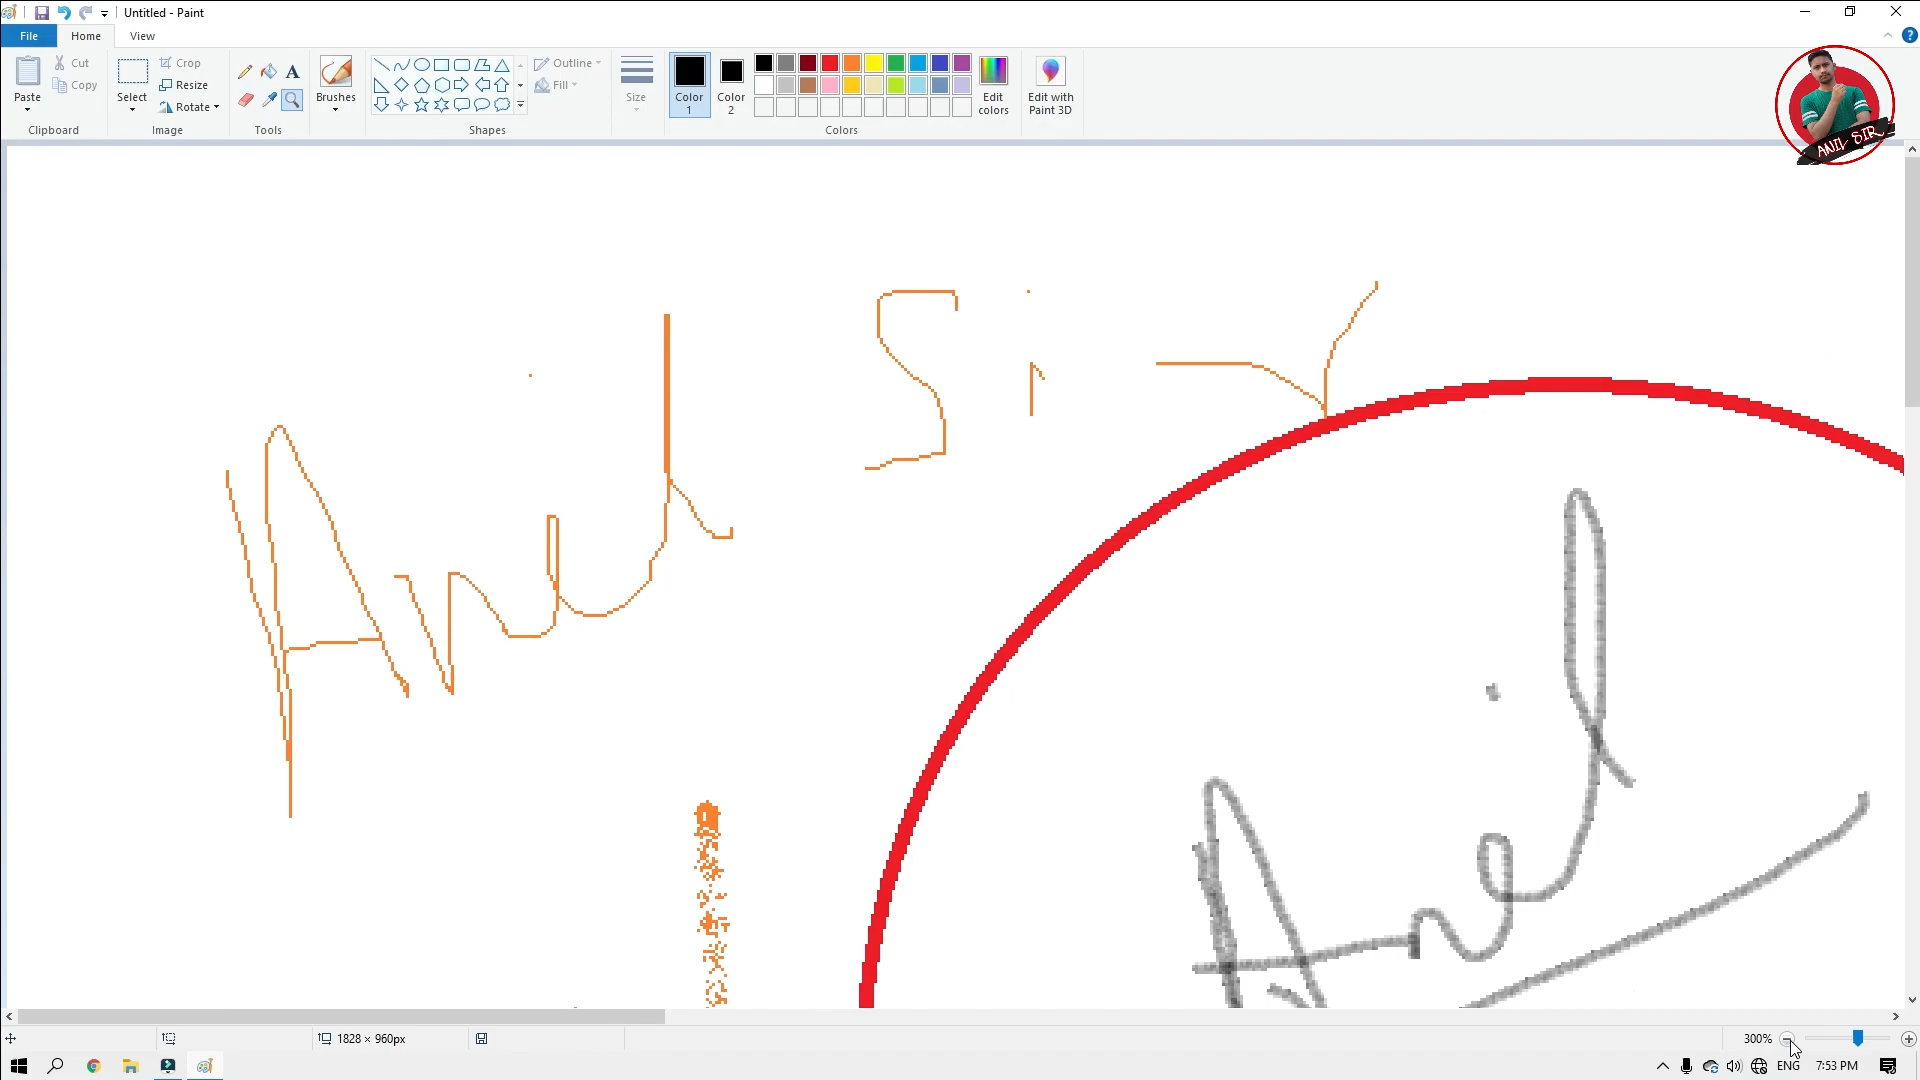 Untitled - Paint
File Home View
Paste
Cut
Copy
Clipboard
Select
Crop
Resize
Rotate
Image
Tools
Brushes
Shapes
Outline
Fill
Size
Color 1
Color 2
Colors
Edit colors
Edit with Paint 3D
ANIL SIR
Anil Sir
Anil
1828 × 960px
300%
ENG 7:53 PM